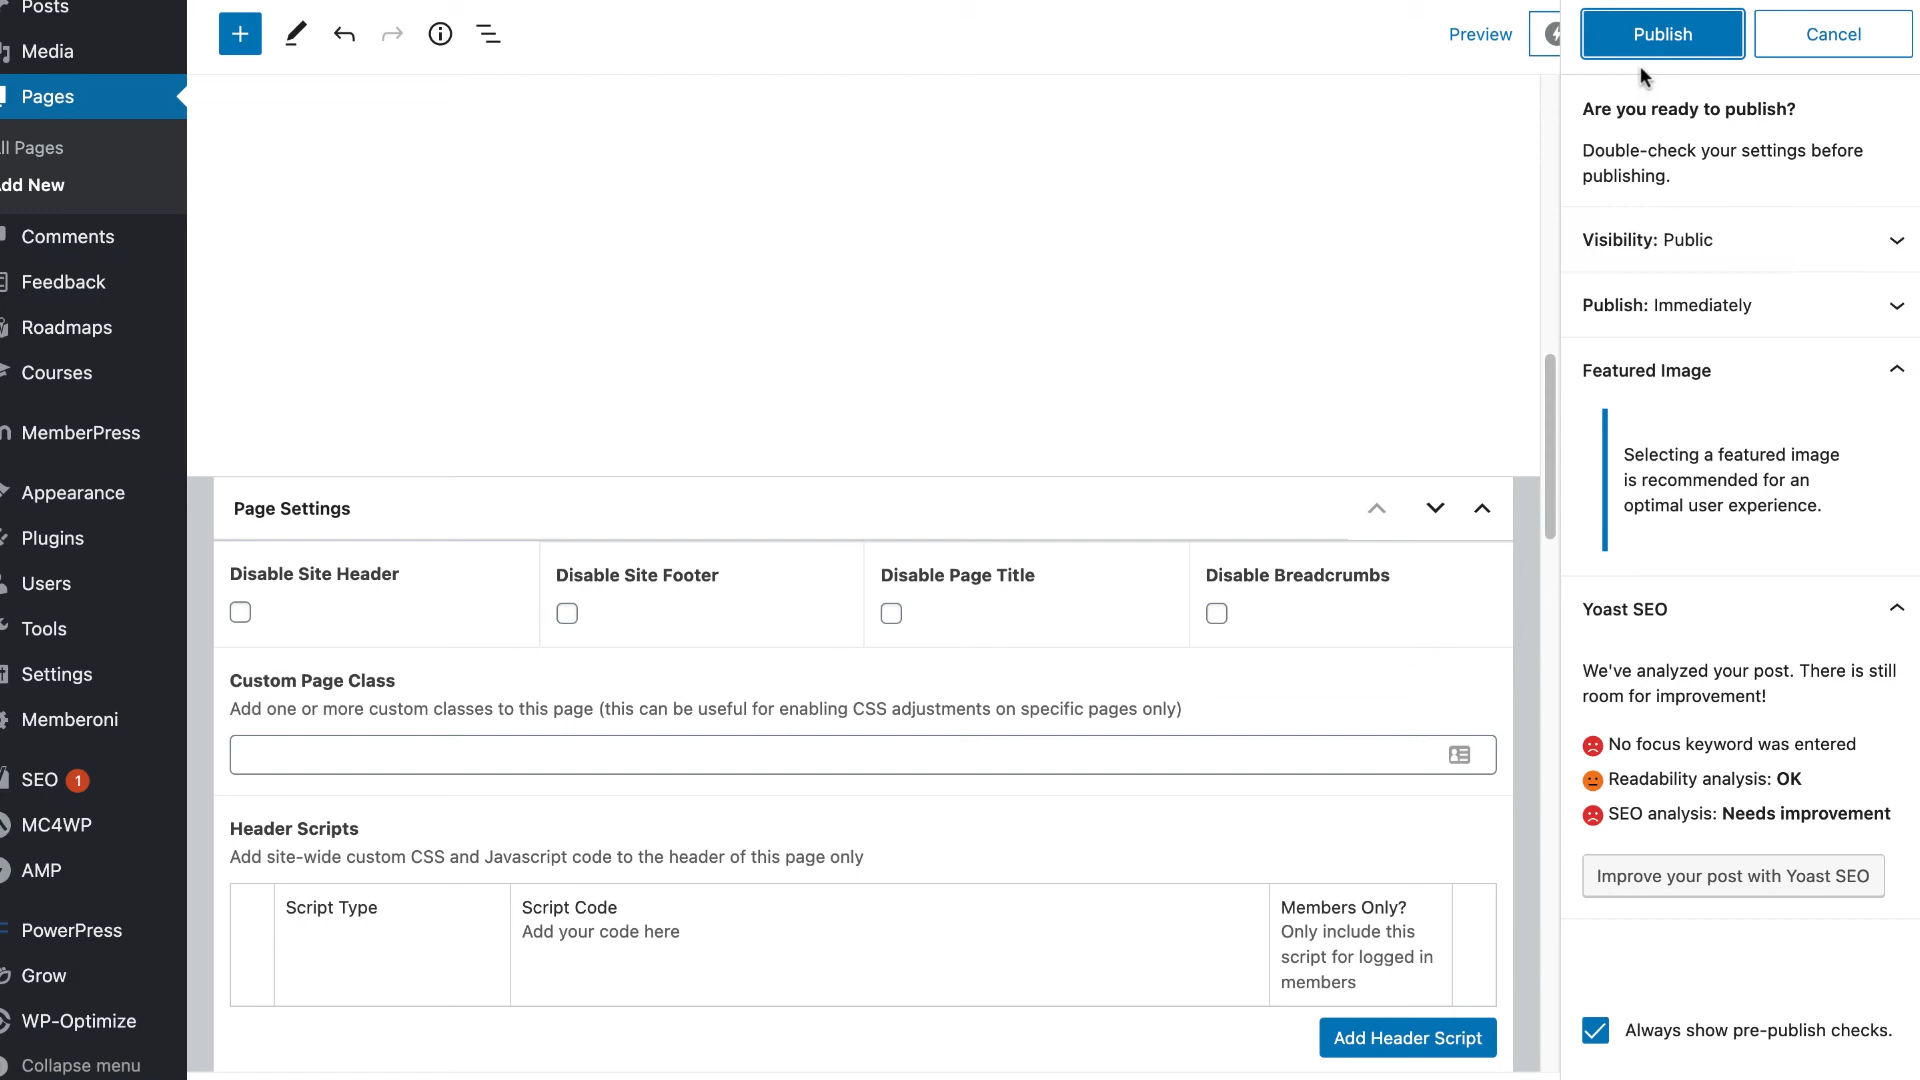 Posts
Media
Pages
ll Pages
dd New
Comments
Feedback
Roadmaps
Courses
MemberPress
Appearance
Plugins
Users
Tools
Settings
Memberoni
SEO 1
MC4WP
AMP
PowerPress
Grow
WP-Optimize
Collapse menu
Preview
Page Settings
Disable Site Header
Disable Site Footer
Disable Page Title
Disable Breadcrumbs
Custom Page Class
Add one or more custom classes to this page (this can be useful for enabling CSS adjustments on specific pages only)
Header Scripts
Add site-wide custom CSS and Javascript code to the header of this page only
Script Type
Script Code
Add your code here
Members Only?
Only include this
script for logged in
members
Add Header Script
Publish
Cancel
Are you ready to publish?
Double-check your settings before
publishing.
Visibility: Public
Publish: Immediately
Featured Image
Selecting a featured image
is recommended for an
optimal user experience.
Yoast SEO
We've analyzed your post. There is still
room for improvement!
No focus keyword was entered
Readability analysis: OK
SEO analysis: Needs improvement
Improve your post with Yoast SEO
Always show pre-publish checks.